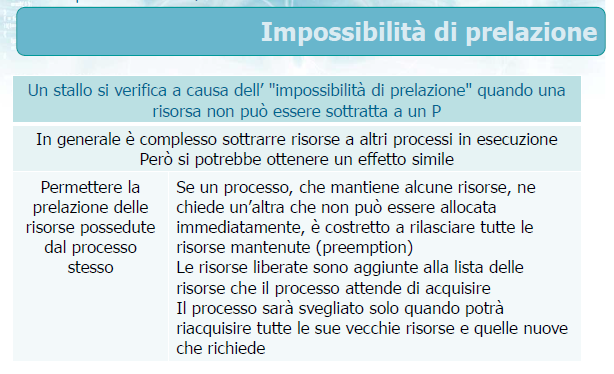 Impossibilità di prelazione
Un stallo si verifica a causa dell’ "impossibilità di prelazione" quando una
risorsa non può essere sottratta a un P
In generale è complesso sottrarre risorse a altri processi in esecuzione
Però si potrebbe ottenere un effetto simile
Permettere la
prelazione delle
risorse possedute
dal processo
stesso
Se un processo, che mantiene alcune risorse, ne
chiede un’altra che non può essere allocata
immediatamente, è costretto a rilasciare tutte le
risorse mantenute (preemption)
Le risorse liberate sono aggiunte alla lista delle
risorse che il processo attende di acquisire
Il processo sarà svegliato solo quando potrà
riacquisire tutte le sue vecchie risorse e quelle nuove
che richiede